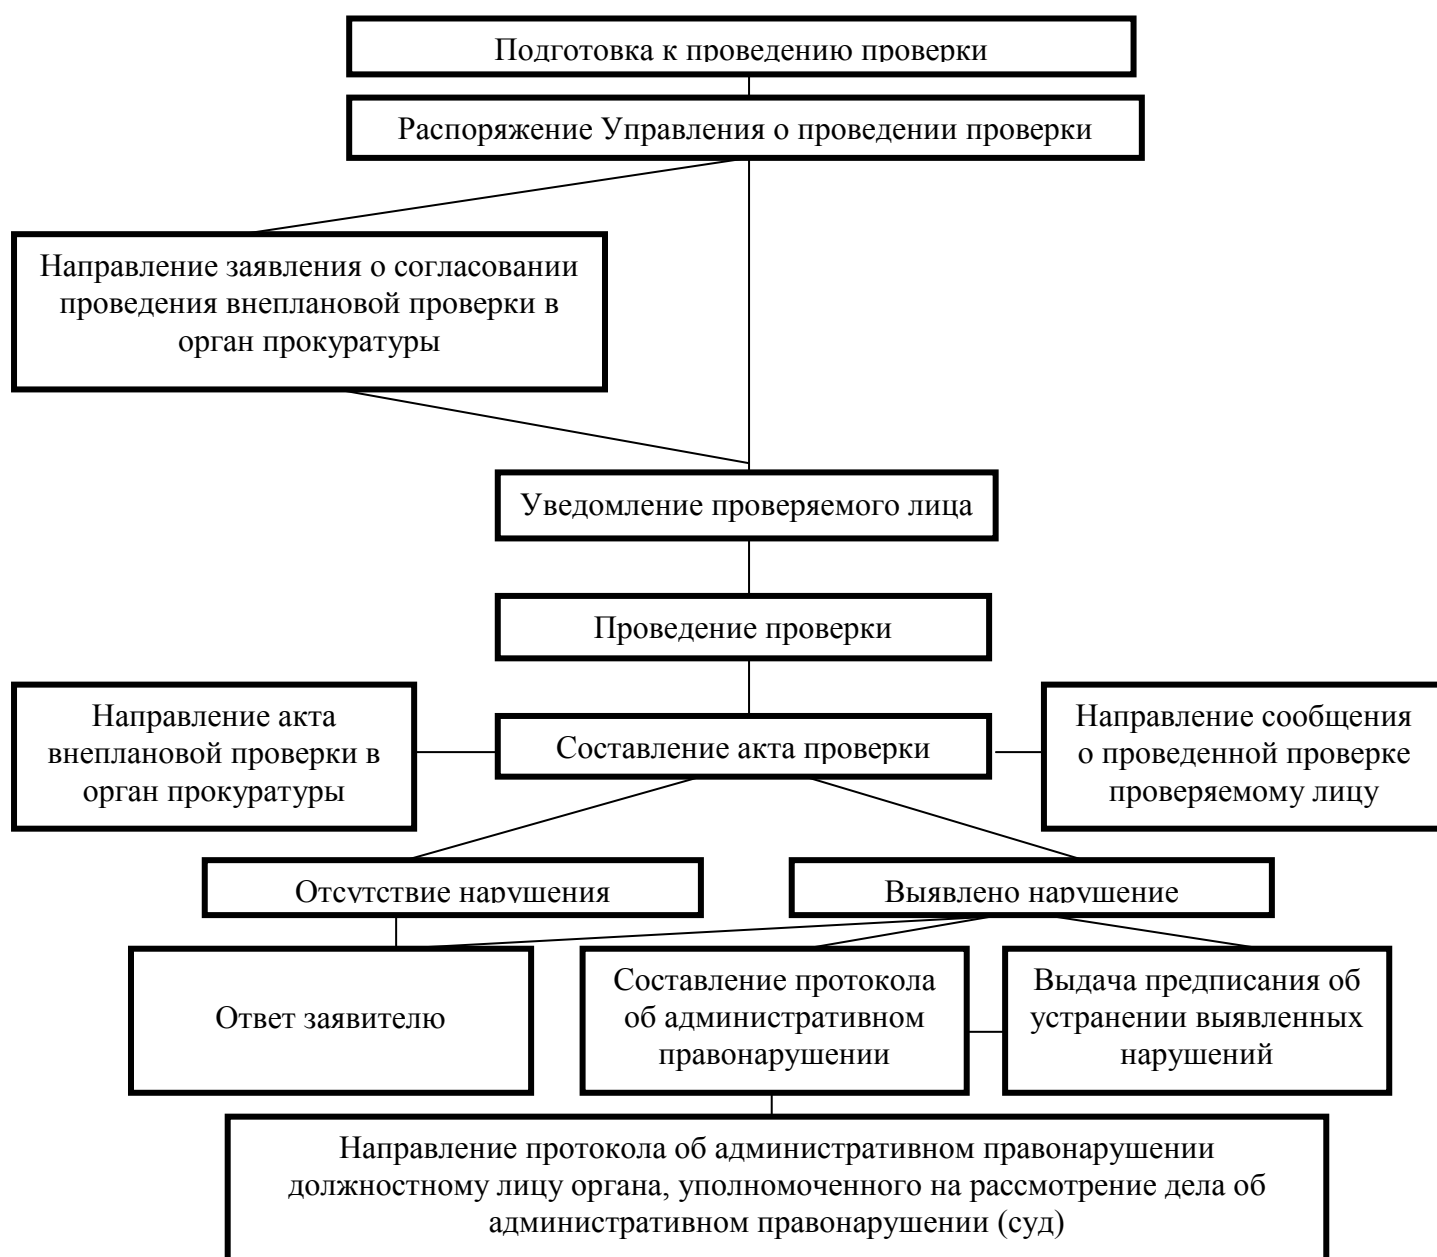 Подготовка к проведению проверки
Распоряжение Управления о проведении проверки
Направление заявления о согласовании
проведения внеплановой проверки в
орган прокуратуры
Уведомление проверяемого лица
Проведение проверки
Направление акта
внеплановой проверки в
орган прокуратуры
Составление акта проверки
Направление сообщения
о проведенной проверке
проверяемому лицу
Отсутствие нарушения
Выявлено нарушение
Ответ заявителю
Составление протокола
об административном
правонарушении
Выдача предписания об
устранении выявленных
нарушений
Направление протокола об административном правонарушении
должностному лицу органа, уполномоченного на рассмотрение дела об
административном правонарушении (суд)